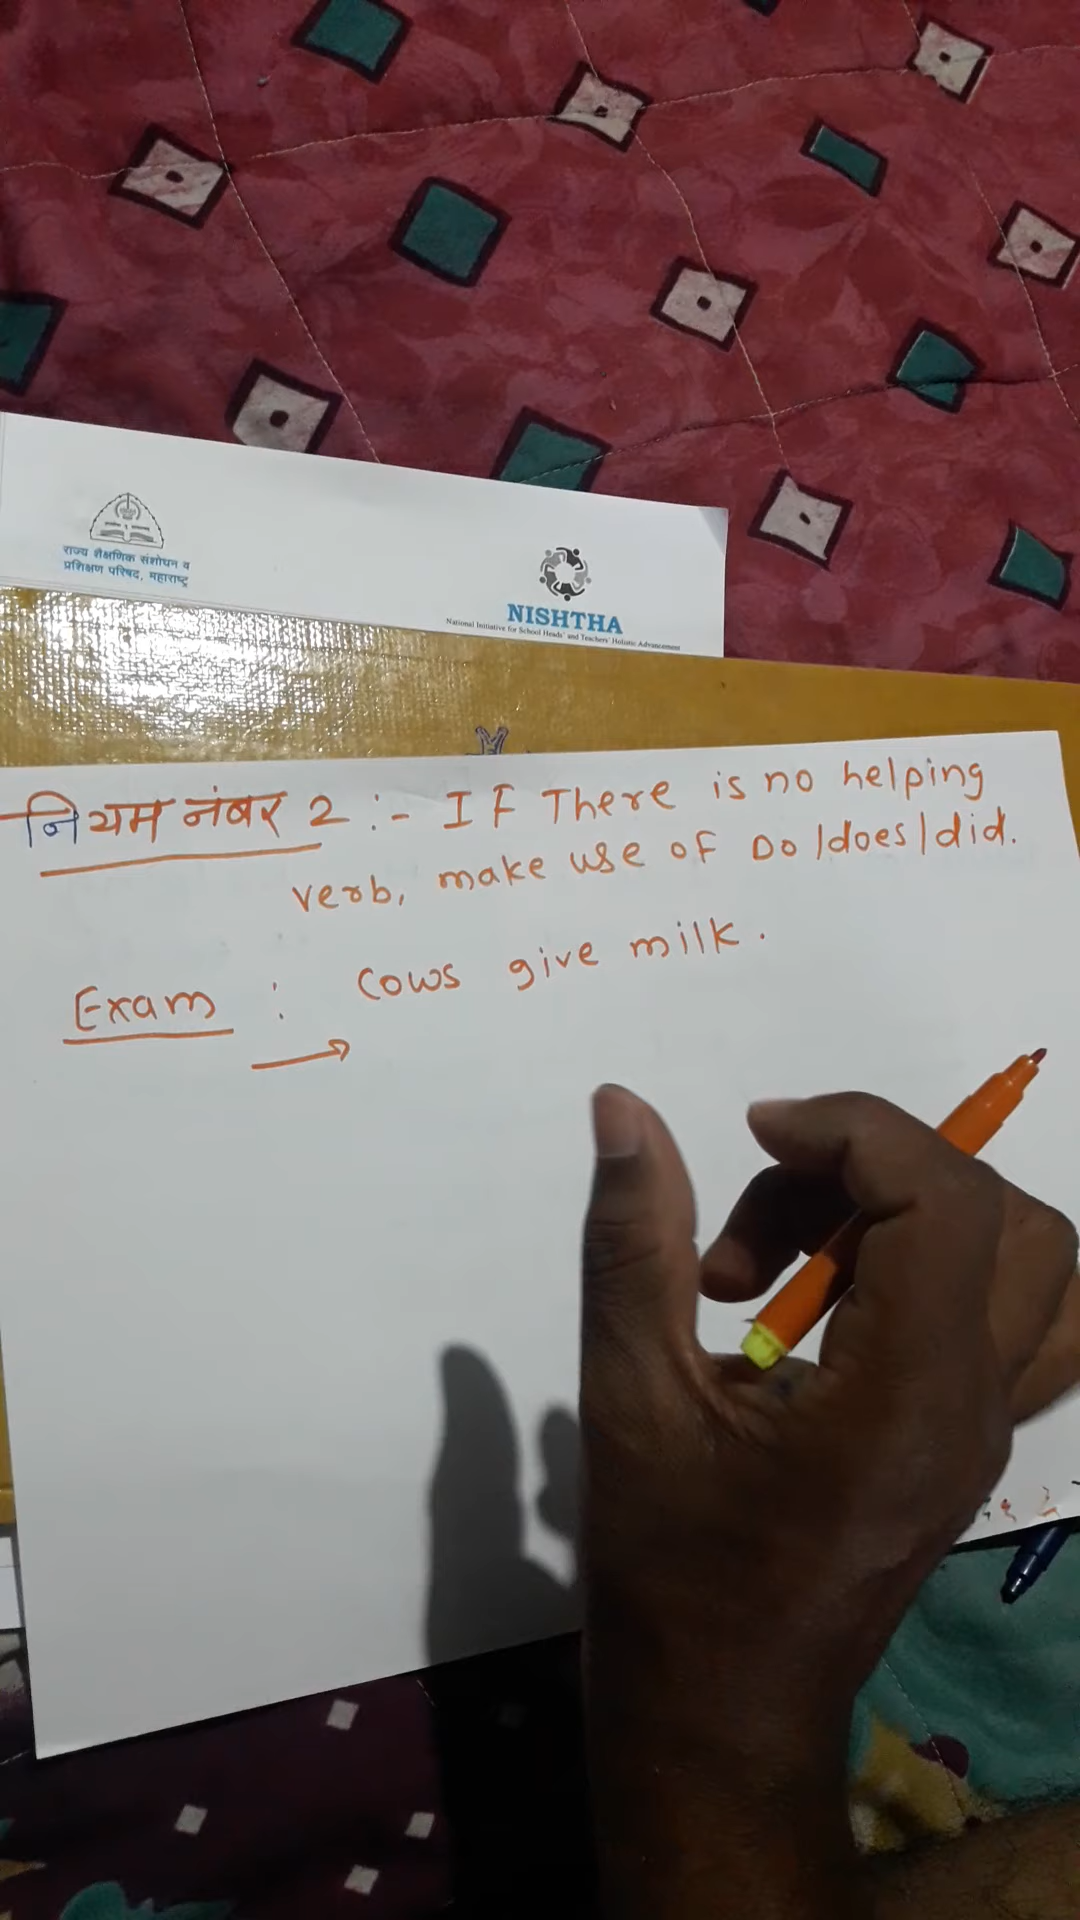 राज्य शैक्षणिक संशोधन व
प्रशिक्षण परिषद, महाराष्ट्र
NISHTHA
National Initiative for School Heads' and Teachers' Holistic Advancement
नियम नंबर 2 :- IF There is no helping
verb, make use of Do/does/did.
Exam : Cows give milk.